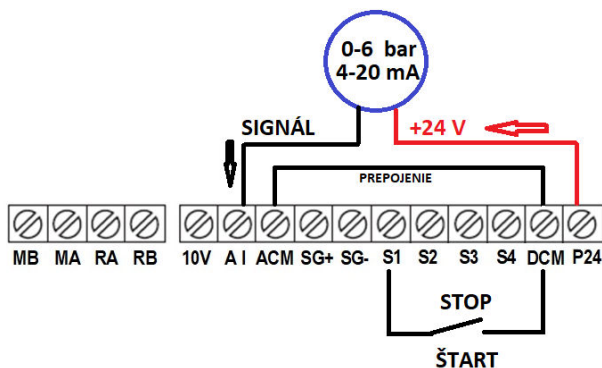 0-6 bar
4-20 mA
SIGNÁL
+24 V
PREPOJENIE
MB MA RA RB 10V A I ACM SG+ SG- S1 S2 S3 S4 DCM P24
STOP
ŠTART